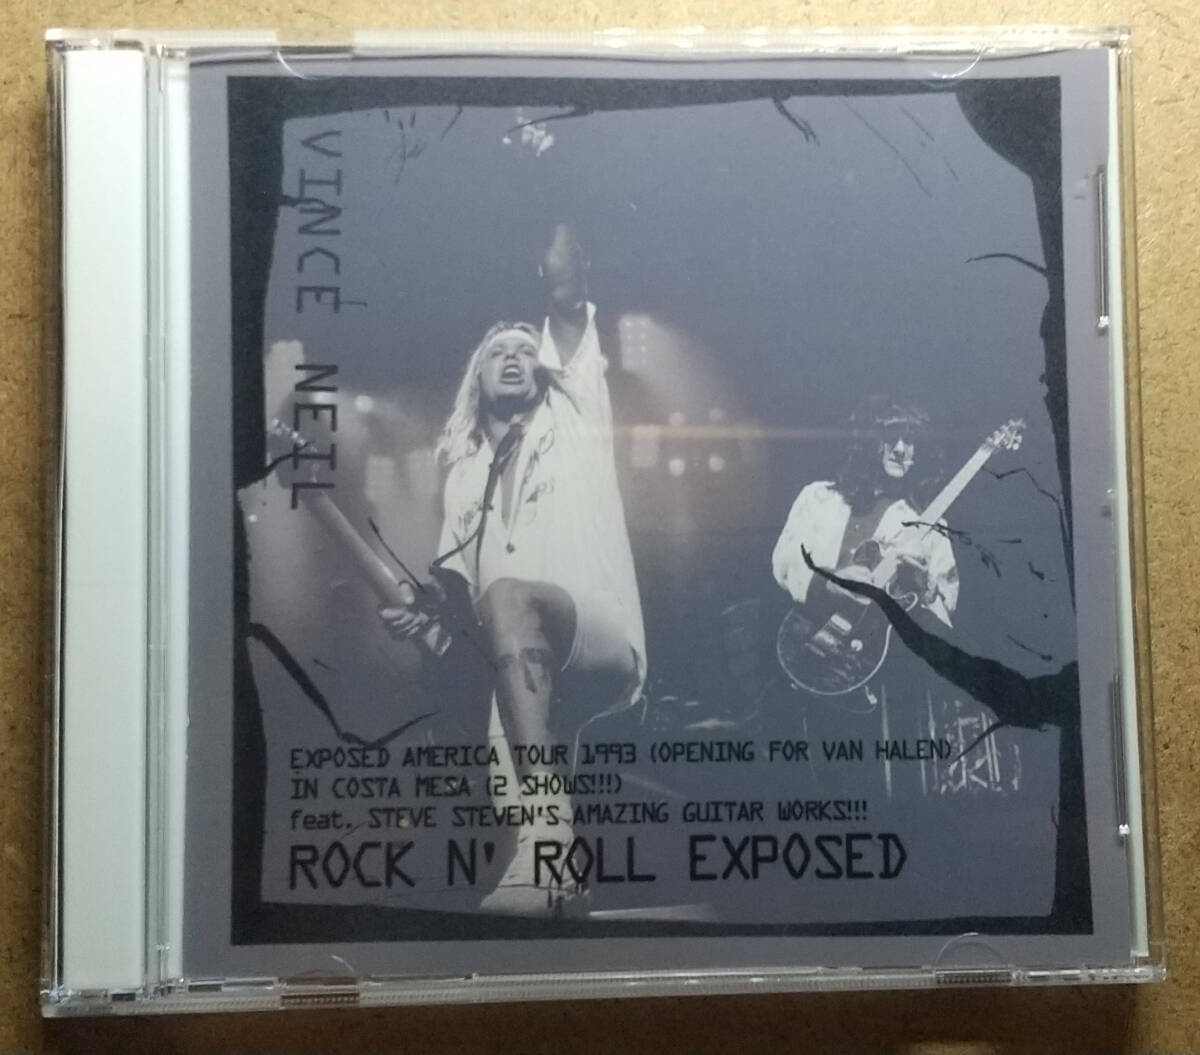 VINCE NEIL
EXPOSED AMERICA TOUR 1993 (OPENING FOR VAN HALEN)
IN COSTA MESA (2 SHOWS!!!)
feat. STEVE STEVEN'S AMAZING GUITAR WORKS!!!
ROCK N' ROLL EXPOSED